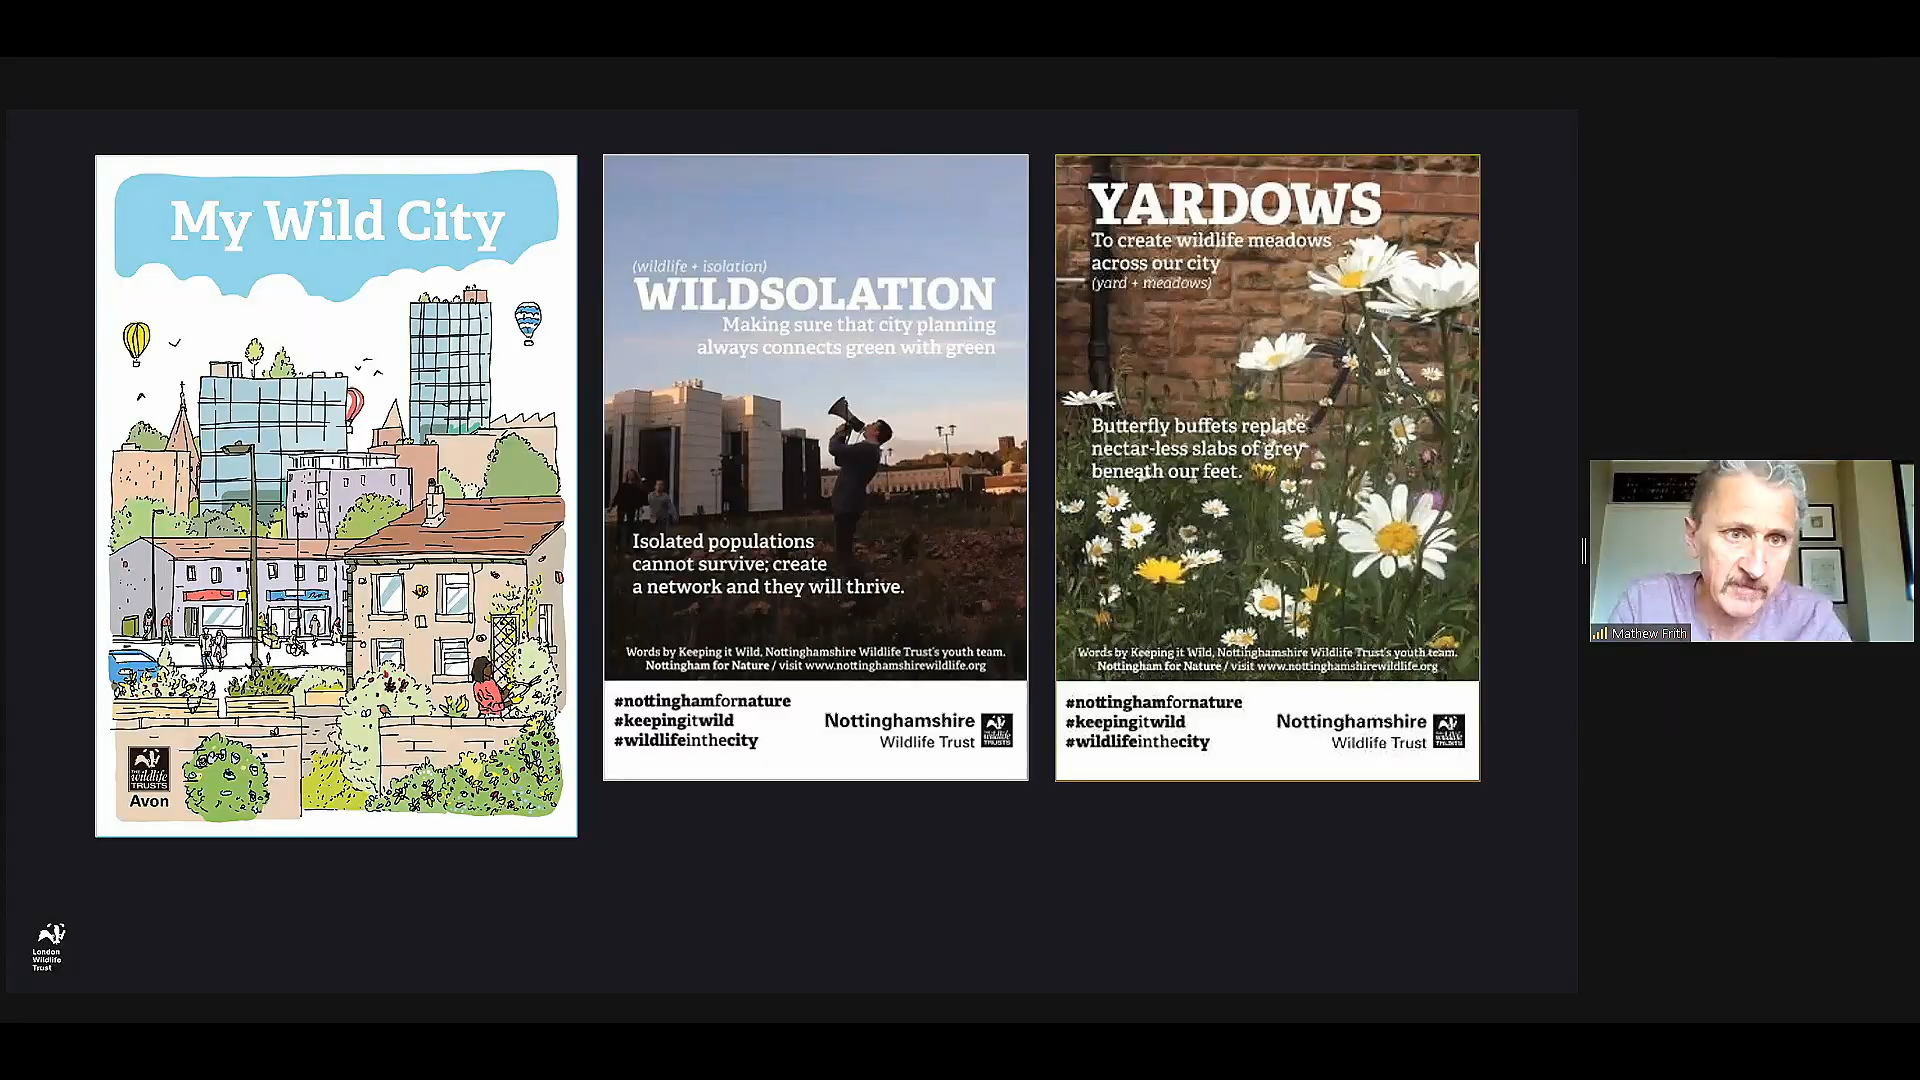 My Wild City
THE
wildlife
TRUSTS
Avon
(wildlife + isolation)
WILDSOLATION
Making sure that city planning
always connects green with green
Isolated populations
cannot survive; create
a network and they will thrive.
Words by Keeping it Wild, Nottinghamshire Wildlife Trust's youth team.
Nottingham for Nature / visit www.nottinghamshirewildlife.org
#nottinghamfornature
#keepingitwild
#wildlifeinthecity
Nottinghamshire
Wildlife Trust
YARDOWS
To create wildlife meadows
across our city
(yard + meadows)
Butterfly buffets replace
nectar-less slabs of grey
beneath our feet.
Words by Keeping it Wild, Nottinghamshire Wildlife Trust's youth team.
Nottingham for Nature / visit www.nottinghamshirewildlife.org
#nottinghamfornature
#keepingitwild
#wildlifeinthecity
Nottinghamshire
Wildlife Trust
London
Wildlife
Trust
Mathew Frith